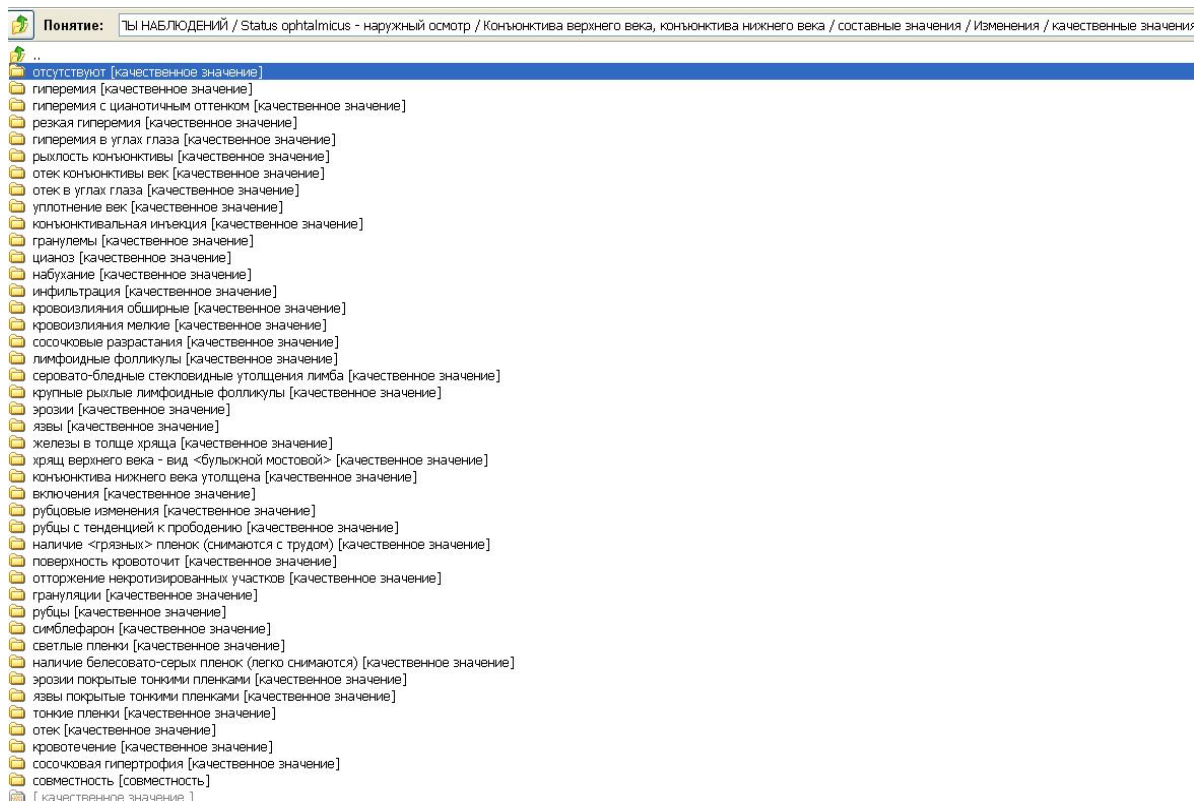 Понятие: ТЫ НАБЛЮДЕНИЙ / Status ophtalmicus - наружный осмотр / Конъюнктива верхнего века, конъюнктива нижнего века / составные значения / Изменения / качественные значения
..
отсутствуют [качественное значение]
гиперемия [качественное значение]
гиперемия с цианотичным оттенком [качественное значение]
резкая гиперемия [качественное значение]
гиперемия в углах глаза [качественное значение]
рыхлость конъюнктивы [качественное значение]
отек конъюнктивы век [качественное значение]
отек в углах глаза [качественное значение]
уплотнение век [качественное значение]
конъюнктивальная инъекция [качественное значение]
гранулемы [качественное значение]
цианоз [качественное значение]
набухание [качественное значение]
инфильтрация [качественное значение]
кровоизлияния обширные [качественное значение]
кровоизлияния мелкие [качественное значение]
сосочковые разрастания [качественное значение]
лимфоидные фолликулы [качественное значение]
серовато-бледные стекловидные утолщения лимба [качественное значение]
крупные рыхлые лимфоидные фолликулы [качественное значение]
эрозии [качественное значение]
язвы [качественное значение]
железы в толще хряща [качественное значение]
хрящ верхнего века - вид <булыжной мостовой> [качественное значение]
конъюнктива нижнего века утолщена [качественное значение]
включения [качественное значение]
рубцовые изменения [качественное значение]
рубцы с тенденцией к прободению [качественное значение]
наличие <грязных> пленок (снимаются с трудом) [качественное значение]
поверхность кровоточит [качественное значение]
отторжение некротизированных участков [качественное значение]
грануляции [качественное значение]
рубцы [качественное значение]
симблефарон [качественное значение]
светлые пленки [качественное значение]
наличие белесовато-серых пленок (легко снимаются) [качественное значение]
эрозии покрытые тонкими пленками [качественное значение]
язвы покрытые тонкими пленками [качественное значение]
тонкие пленки [качественное значение]
отек [качественное значение]
кровотечение [качественное значение]
сосочковая гипертрофия [качественное значение]
совместность [совместность]
[ качественное значение ]